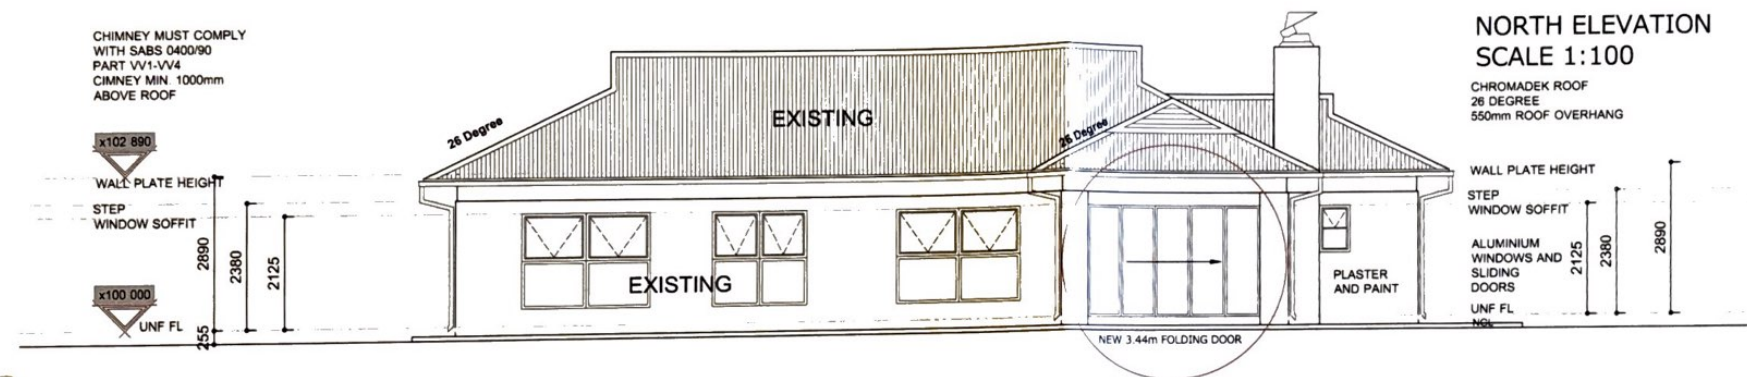 CHIMNEY MUST COMPLY
WITH SABS 0400/90
PART VV1-VV4
CIMNEY MIN. 1000mm
ABOVE ROOF
x102 890
WALL PLATE HEIGHT
STEP
WINDOW SOFFIT
2890
2380
2125
x100 000
UNF FL
255
26 Degree
EXISTING
26 Degree
EXISTING
NEW 3.44m FOLDING DOOR
PLASTER
AND PAINT
NORTH ELEVATION
SCALE 1:100
CHROMADEK ROOF
26 DEGREE
550mm ROOF OVERHANG
WALL PLATE HEIGHT
STEP
WINDOW SOFFIT
ALUMINIUM
WINDOWS AND
SLIDING
DOORS
UNF FL
NGL
2125
2380
2890